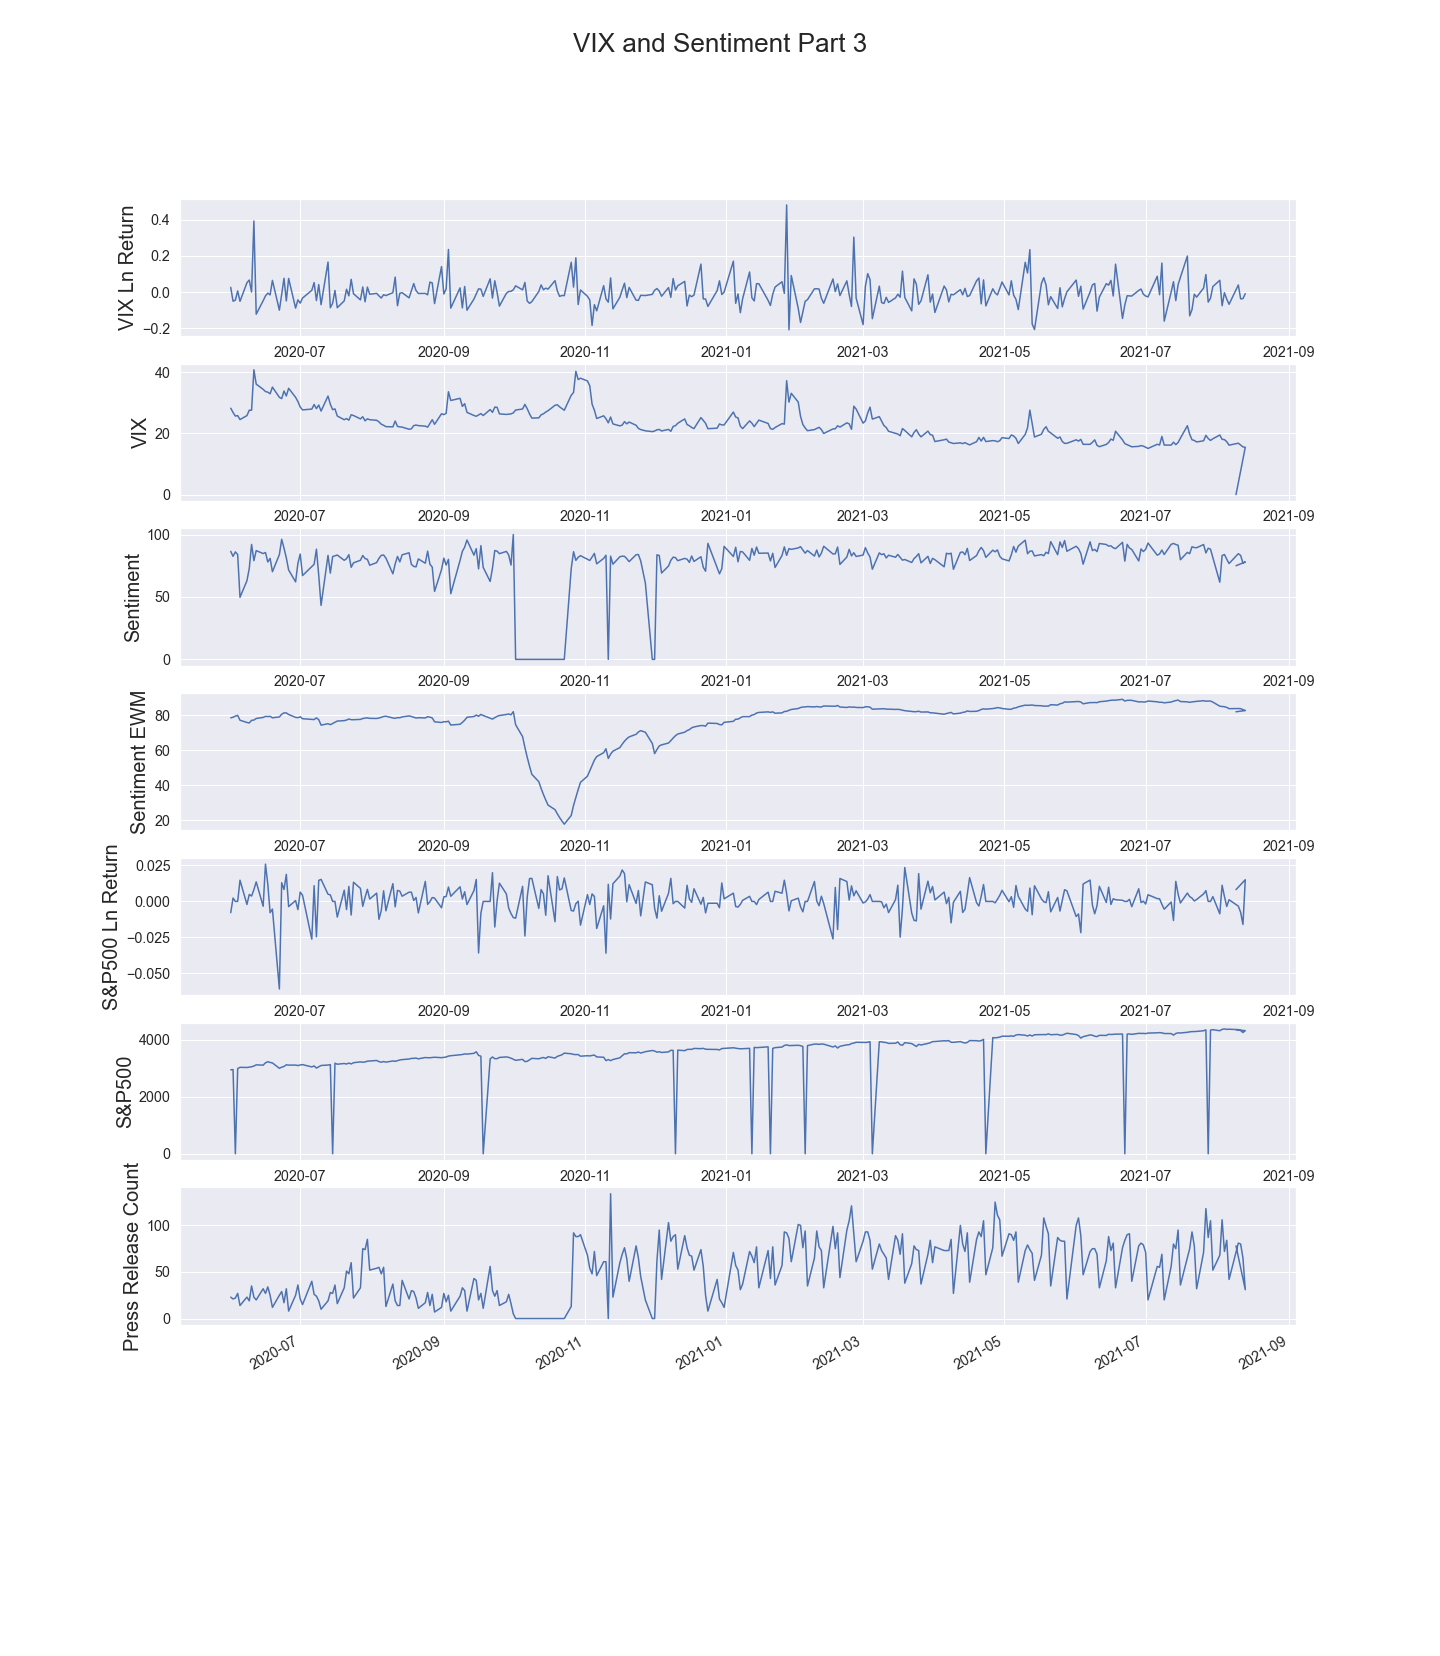 VIX and Sentiment Part 3
VIX Ln Return
0.4
0.2
0.0
−0.2
2020-07 2020-09 2020-11 2021-01 2021-03 2021-05 2021-07 2021-09
VIX
40
20
0
2020-07 2020-09 2020-11 2021-01 2021-03 2021-05 2021-07 2021-09
Sentiment
100
50
0
2020-07 2020-09 2020-11 2021-01 2021-03 2021-05 2021-07 2021-09
Sentiment EWM
80
60
40
20
2020-07 2020-09 2020-11 2021-01 2021-03 2021-05 2021-07 2021-09
S&P500 Ln Return
0.025
0.000
−0.025
−0.050
2020-07 2020-09 2020-11 2021-01 2021-03 2021-05 2021-07 2021-09
S&P500
4000
2000
0
2020-07 2020-09 2020-11 2021-01 2021-03 2021-05 2021-07 2021-09
Press Release Count
100
50
0
2020-07 2020-09 2020-11 2021-01 2021-03 2021-05 2021-07 2021-09